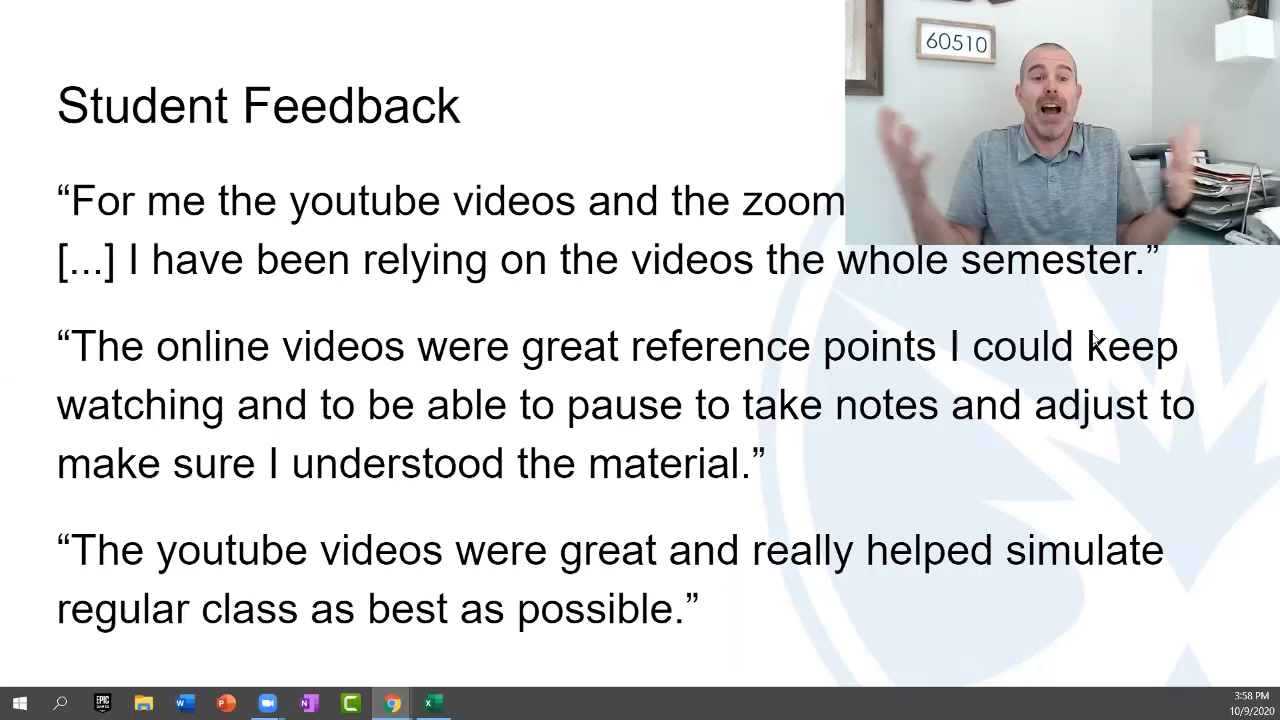 60510
Student Feedback
“For me the youtube videos and the zoom
[...] I have been relying on the videos the whole semester.”
“The online videos were great reference points I could keep
watching and to be able to pause to take notes and adjust to
make sure I understood the material.”
“The youtube videos were great and really helped simulate
regular class as best as possible.”
EPIC
GAMES
3:58 PM
10/9/2020